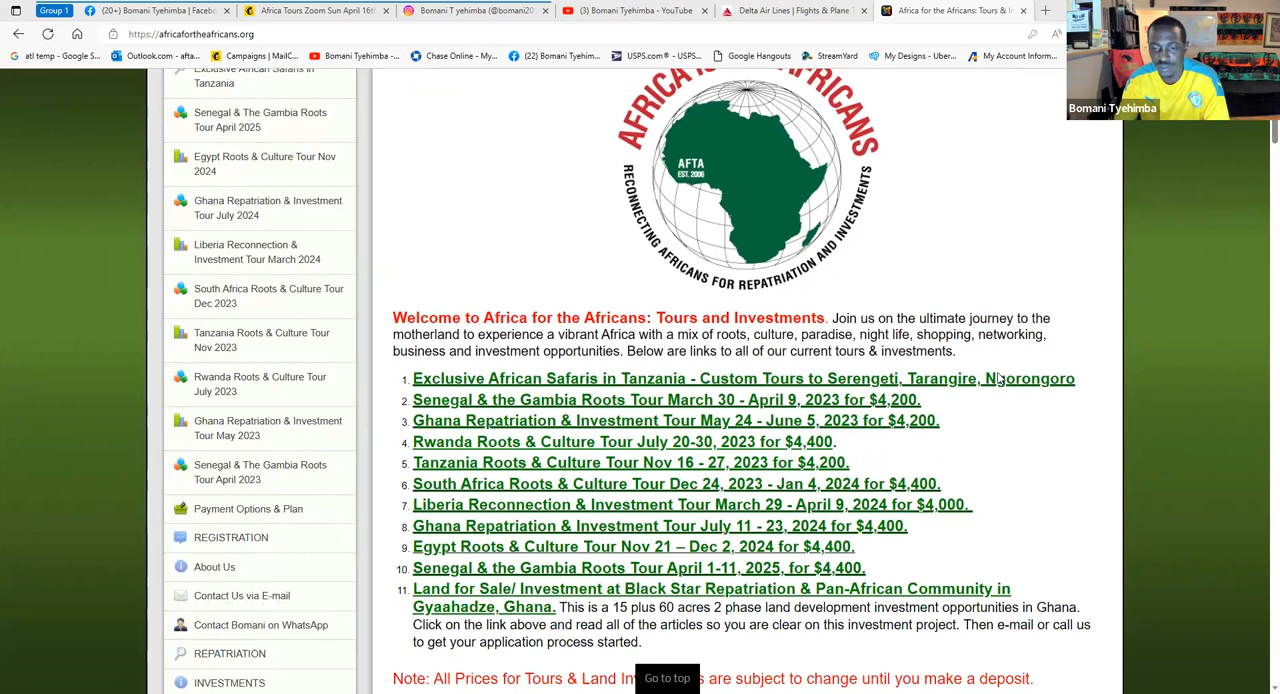 Group 1
(20+) Bomani Tyehimba | Faceb
Africa Tours Zoom Sun April 16th
Bomani T yehimba (@bomani20
(3) Bomani Tyehimba - YouTube
Delta Air Lines | Flights & Plane T
Africa for the Africans: Tours & In
https://africafortheafricans.org
atl temp - Google S...
Outlook.com - afta...
Campaigns | MailC...
Bomani Tyehimba -...
Chase Online - My...
(22) Bomani Tyehim...
USPS.com® - USPS...
Google Hangouts
StreamYard
My Designs - Uber...
My Account Inform...
Bomani Tyehimba
Exclusive African Safaris in
Tanzania
Senegal & The Gambia Roots
Tour April 2025
Egypt Roots & Culture Tour Nov
2024
Ghana Repatriation & Investment
Tour July 2024
Liberia Reconnection &
Investment Tour March 2024
South Africa Roots & Culture Tour
Dec 2023
Tanzania Roots & Culture Tour
Nov 2023
Rwanda Roots & Culture Tour
July 2023
Ghana Repatriation & Investment
Tour May 2023
Senegal & The Gambia Roots
Tour April 2023
Payment Options & Plan
REGISTRATION
About Us
Contact Us via E-mail
Contact Bomani on WhatsApp
REPATRIATION
INVESTMENTS
AFRICANS
AFTA
EST. 2006
RECONNECTING AFRICANS FOR REPATRIATION AND INVESTMENTS
Welcome to Africa for the Africans: Tours and Investments. Join us on the ultimate journey to the
motherland to experience a vibrant Africa with a mix of roots, culture, paradise, night life, shopping, networking,
business and investment opportunities. Below are links to all of our current tours & investments.
1. Exclusive African Safaris in Tanzania - Custom Tours to Serengeti, Tarangire, Ngorongoro
2. Senegal & the Gambia Roots Tour March 30 - April 9, 2023 for $4,200.
3. Ghana Repatriation & Investment Tour May 24 - June 5, 2023 for $4,200.
4. Rwanda Roots & Culture Tour July 20-30, 2023 for $4,400.
5. Tanzania Roots & Culture Tour Nov 16 - 27, 2023 for $4,200.
6. South Africa Roots & Culture Tour Dec 24, 2023 - Jan 4, 2024 for $4,400.
7. Liberia Reconnection & Investment Tour March 29 - April 9, 2024 for $4,000.
8. Ghana Repatriation & Investment Tour July 11 - 23, 2024 for $4,400.
9. Egypt Roots & Culture Tour Nov 21 – Dec 2, 2024 for $4,400.
10. Senegal & the Gambia Roots Tour April 1-11, 2025, for $4,400.
11. Land for Sale/ Investment at Black Star Repatriation & Pan-African Community in
Gyaahadze, Ghana. This is a 15 plus 60 acres 2 phase land development investment opportunities in Ghana.
Click on the link above and read all of the articles so you are clear on this investment project. Then e-mail or call us
to get your application process started.
Note: All Prices for Tours & Land In s are subject to change until you make a deposit.
Go to top